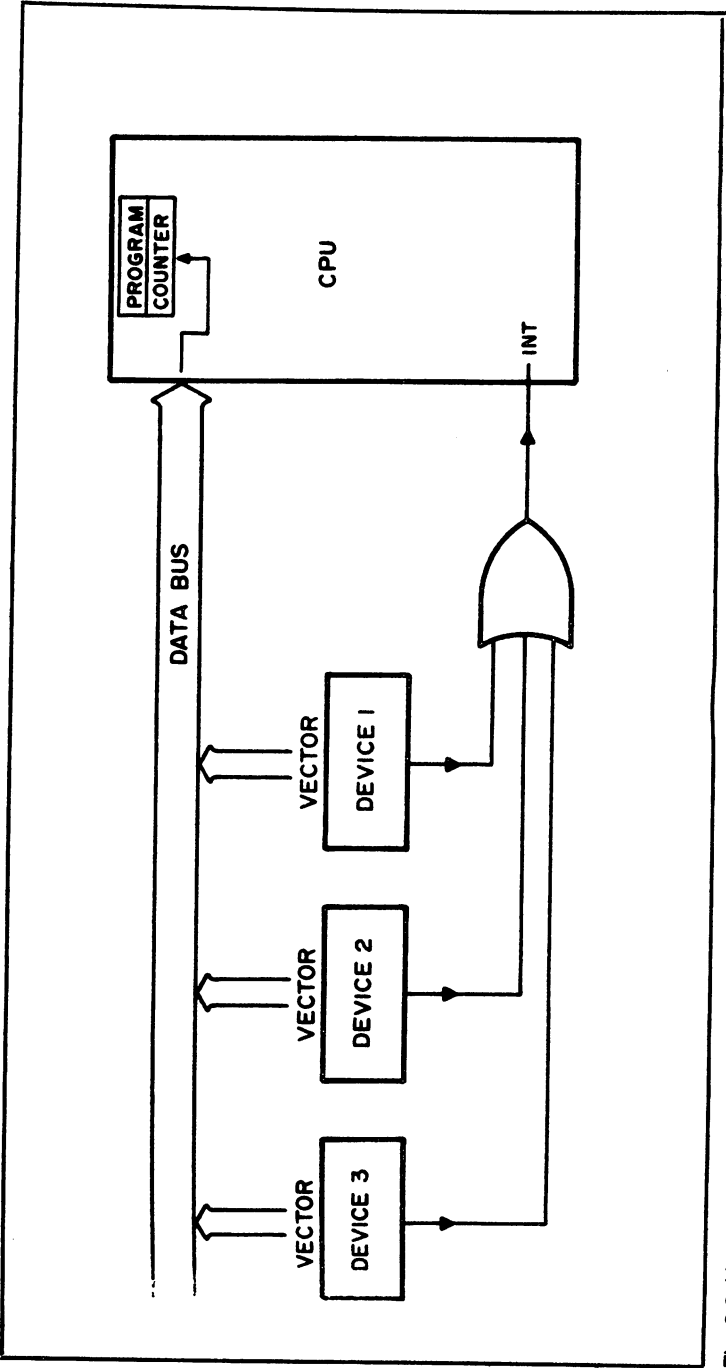 PROGRAM
COUNTER
CPU
INT
DATA BUS
VECTOR
DEVICE 1
VECTOR
DEVICE 2
VECTOR
DEVICE 3